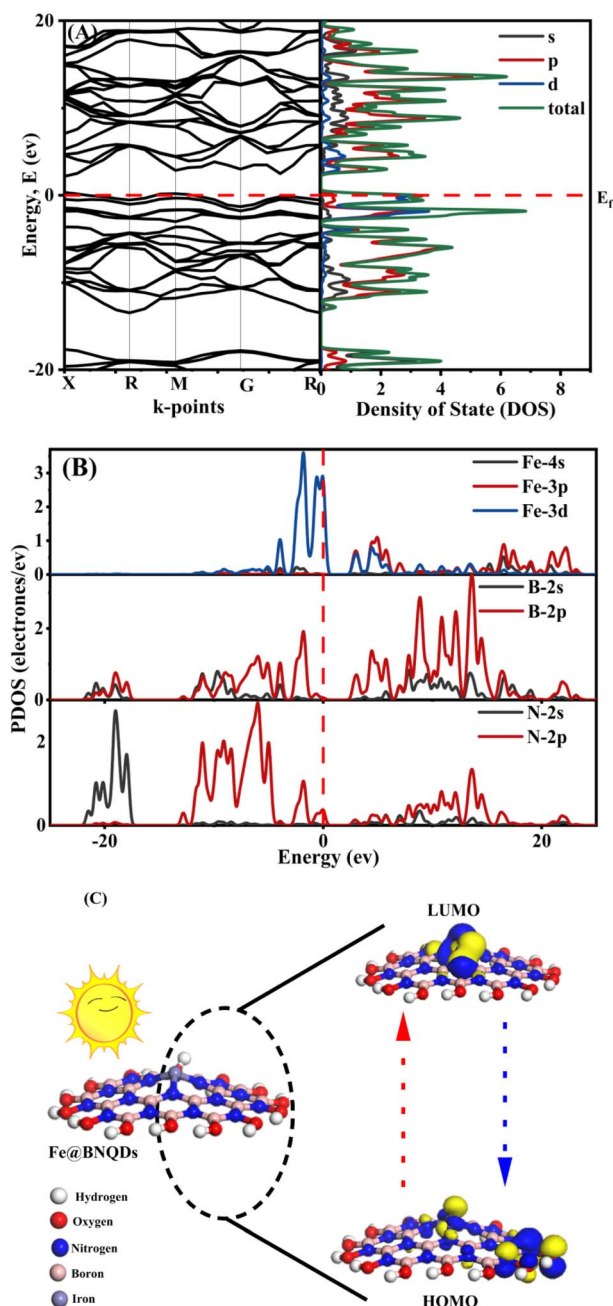 (A)
20
0
-20
Energy, E (ev)
X R M G R
k-points
s
p
d
total
E_f
0 2 4 6 8
Density of State (DOS)
(B)
Fe-4s
Fe-3p
Fe-3d
3
2
1
0
B-2s
B-2p
2
0
N-2s
N-2p
2
0
PDOS (electrones/ev)
-20 0 20
Energy (ev)
(C)
LUMO
Fe@BNQDs
Hydrogen
Oxygen
Nitrogen
Boron
Iron
HOMO